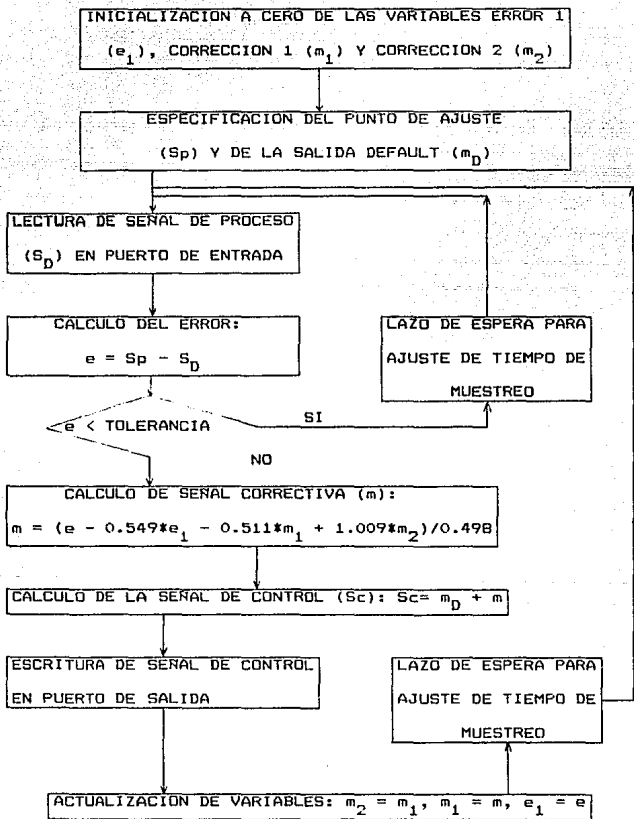 INICIALIZACION A CERO DE LAS VARIABLES ERROR 1
(e₁), CORRECCION 1 (m₁) Y CORRECCION 2 (m₂)
ESPECIFICACION DEL PUNTO DE AJUSTE
(Sp) Y DE LA SALIDA DEFAULT (m_D)
LECTURA DE SEÑAL DE PROCESO
(S_D) EN PUERTO DE ENTRADA
CALCULO DEL ERROR:
e = Sp - S_D
LAZO DE ESPERA PARA
AJUSTE DE TIEMPO DE
MUESTREO
e < TOLERANCIA
SI
NO
CALCULO DE SEÑAL CORRECTIVA (m):
m = (e - 0.549*e₁ - 0.511*m₁ + 1.009*m₂)/0.498
CALCULO DE LA SEÑAL DE CONTROL (Sc): Sc= m_D + m
ESCRITURA DE SEÑAL DE CONTROL
EN PUERTO DE SALIDA
LAZO DE ESPERA PARA
AJUSTE DE TIEMPO DE
MUESTREO
ACTUALIZACION DE VARIABLES: m₂ = m₁, m₁ = m, e₁ = e